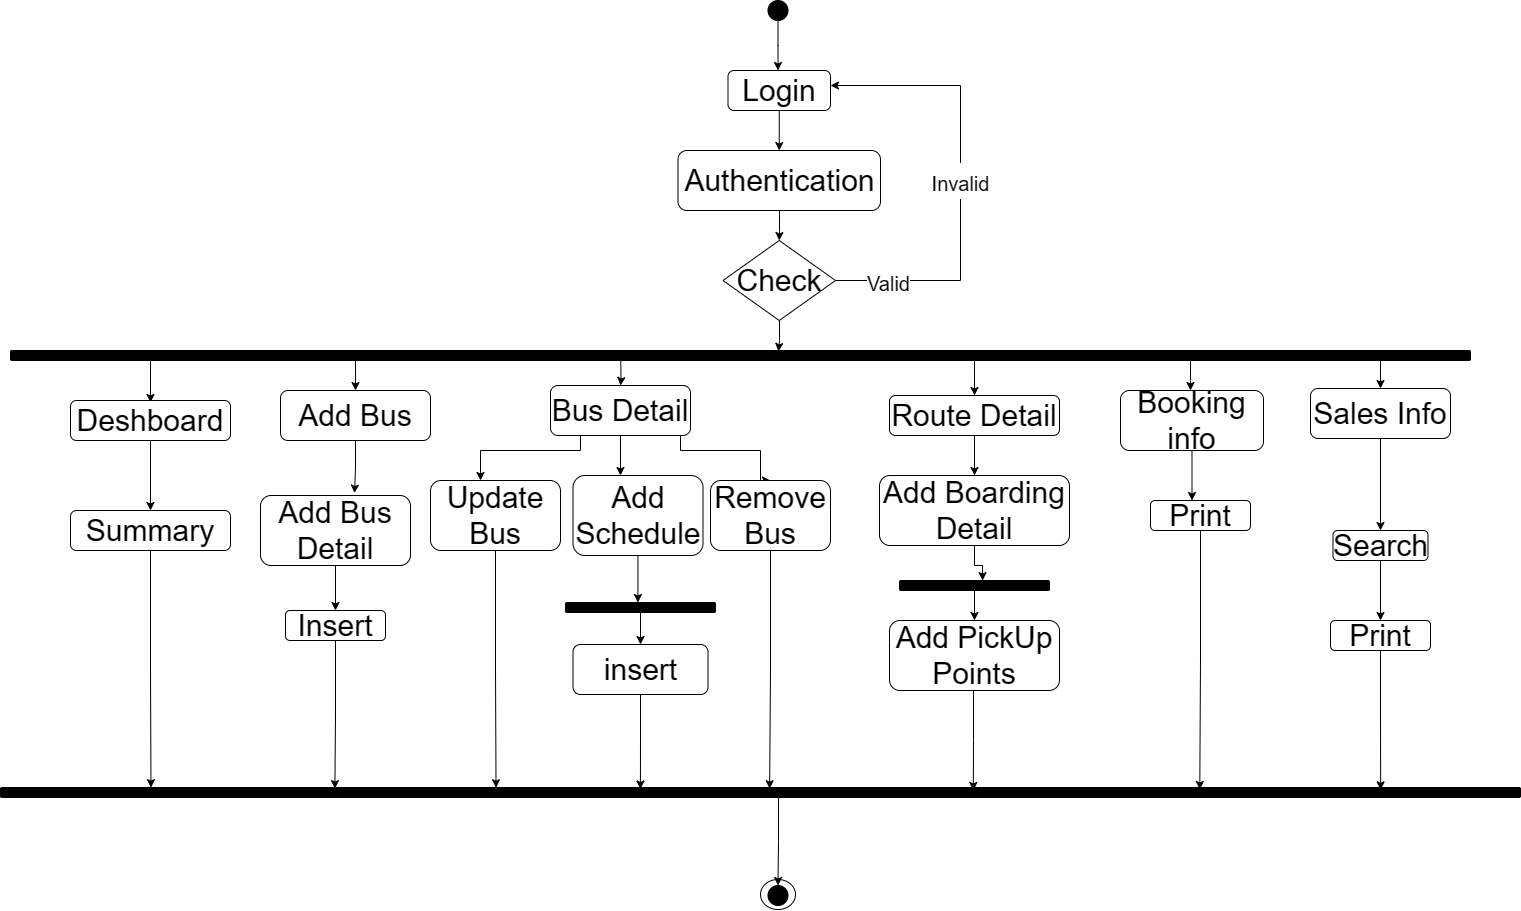 Login
Authentication
Invalid
Check
Valid
Deshboard
Add Bus
Bus Detail
Route Detail
Booking
info
Sales Info
Summary
Add Bus
Detail
Update
Bus
Add
Schedule
Remove
Bus
Add Boarding
Detail
Print
Search
Insert
insert
Add PickUp
Points
Print